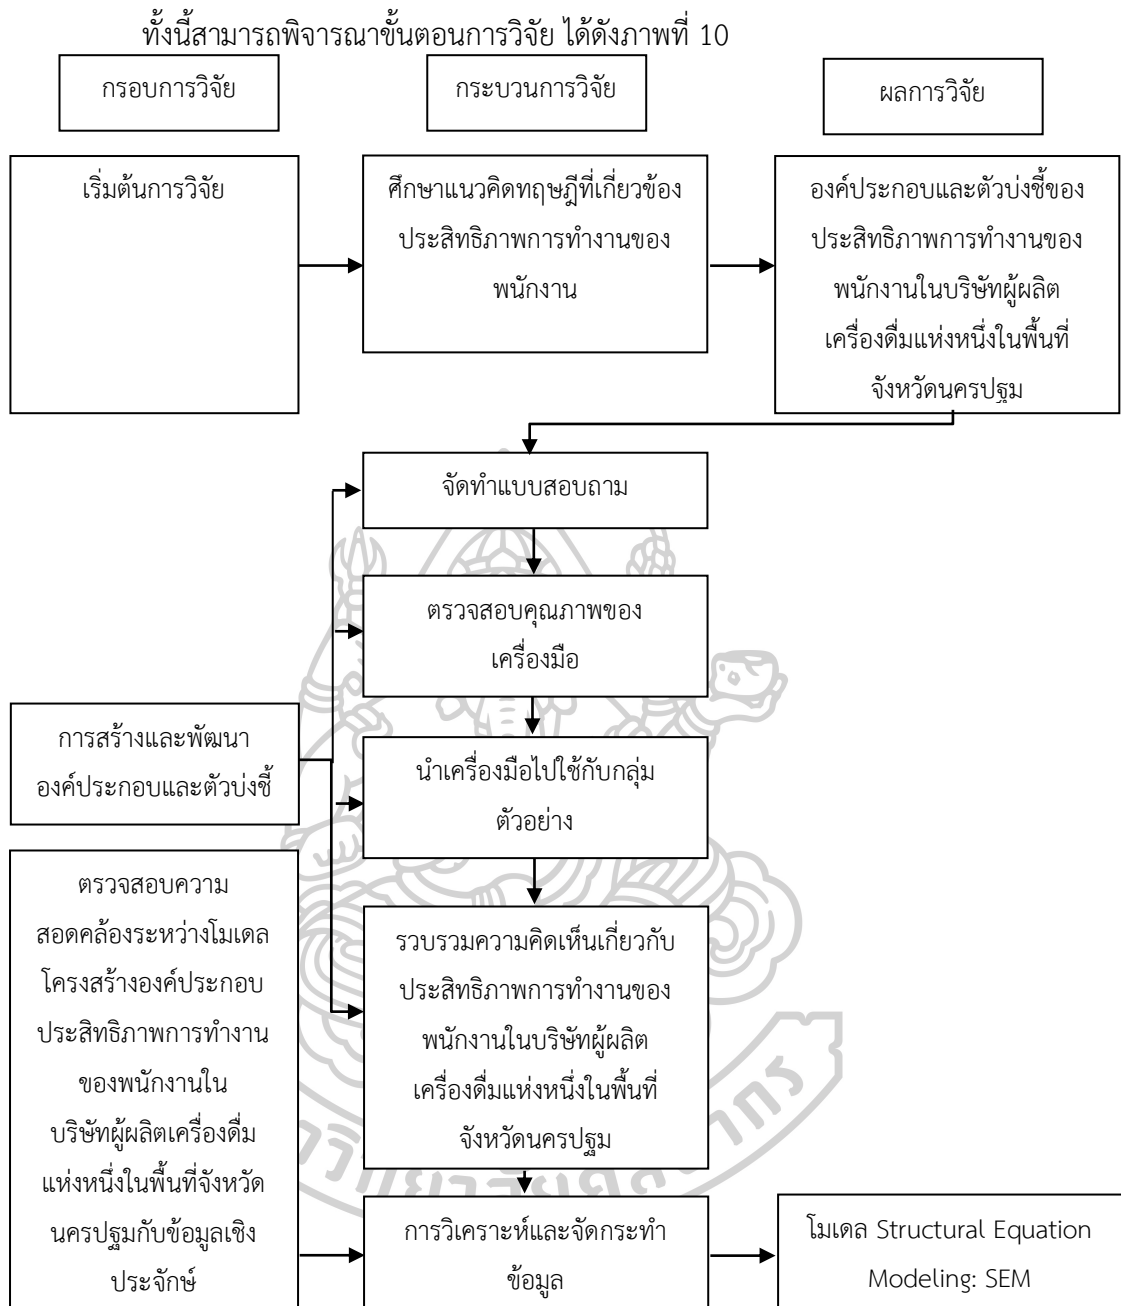 ทั้งนี้สามารถพิจารณาขั้นตอนการวิจัย ได้ดังภาพที่ 10
กรอบการวิจัย
กระบวนการวิจัย
ผลการวิจัย
เริ่มต้นการวิจัย
ศึกษาแนวคิดทฤษฎีที่เกี่ยวข้อง
ประสิทธิภาพการทำงานของ
พนักงาน
องค์ประกอบและตัวบ่งชี้ของ
ประสิทธิภาพการทำงานของ
พนักงานในบริษัทผู้ผลิต
เครื่องดื่มแห่งหนึ่งในพื้นที่
จังหวัดนครปฐม
จัดทำแบบสอบถาม
ตรวจสอบคุณภาพของ
เครื่องมือ
การสร้างและพัฒนา
องค์ประกอบและตัวบ่งชี้
นำเครื่องมือไปใช้กับกลุ่ม
ตัวอย่าง
ตรวจสอบความ
สอดคล้องระหว่างโมเดล
โครงสร้างองค์ประกอบ
ประสิทธิภาพการทำงาน
ของพนักงานใน
บริษัทผู้ผลิตเครื่องดื่ม
แห่งหนึ่งในพื้นที่จังหวัด
นครปฐมกับข้อมูลเชิง
ประจักษ์
รวบรวมความคิดเห็นเกี่ยวกับ
ประสิทธิภาพการทำงานของ
พนักงานในบริษัทผู้ผลิต
เครื่องดื่มแห่งหนึ่งในพื้นที่
จังหวัดนครปฐม
การวิเคราะห์และจัดกระทำ
ข้อมูล
โมเดล Structural Equation
Modeling: SEM